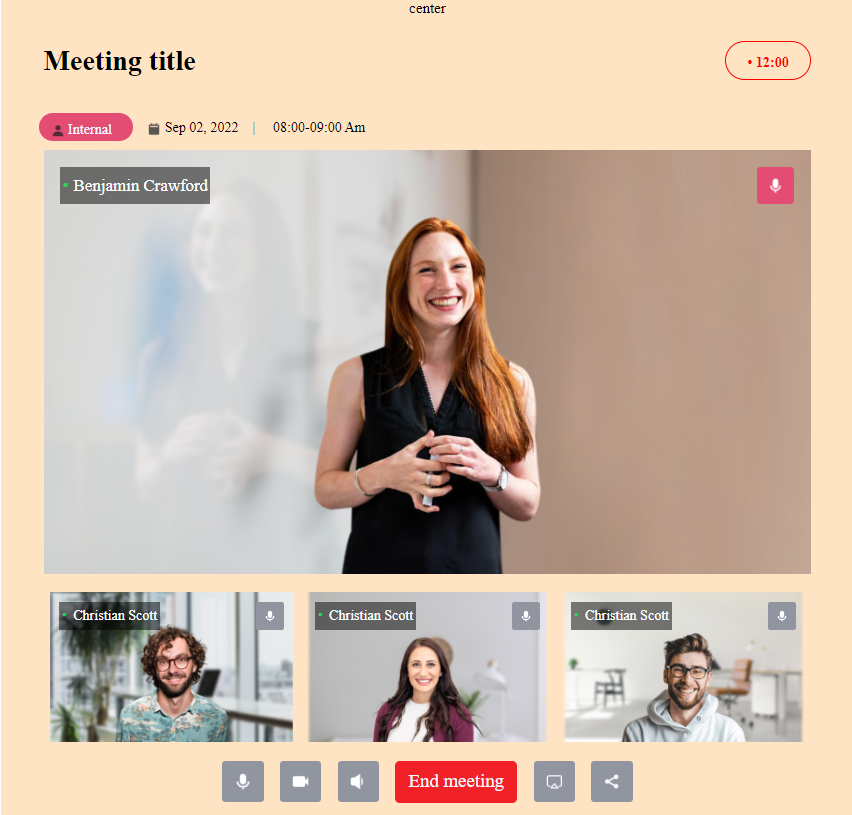 center
Meeting title
• 12:00
Internal
Sep 02, 2022 | 08:00-09:00 Am
• Benjamin Crawford
• Christian Scott
• Christian Scott
• Christian Scott
End meeting